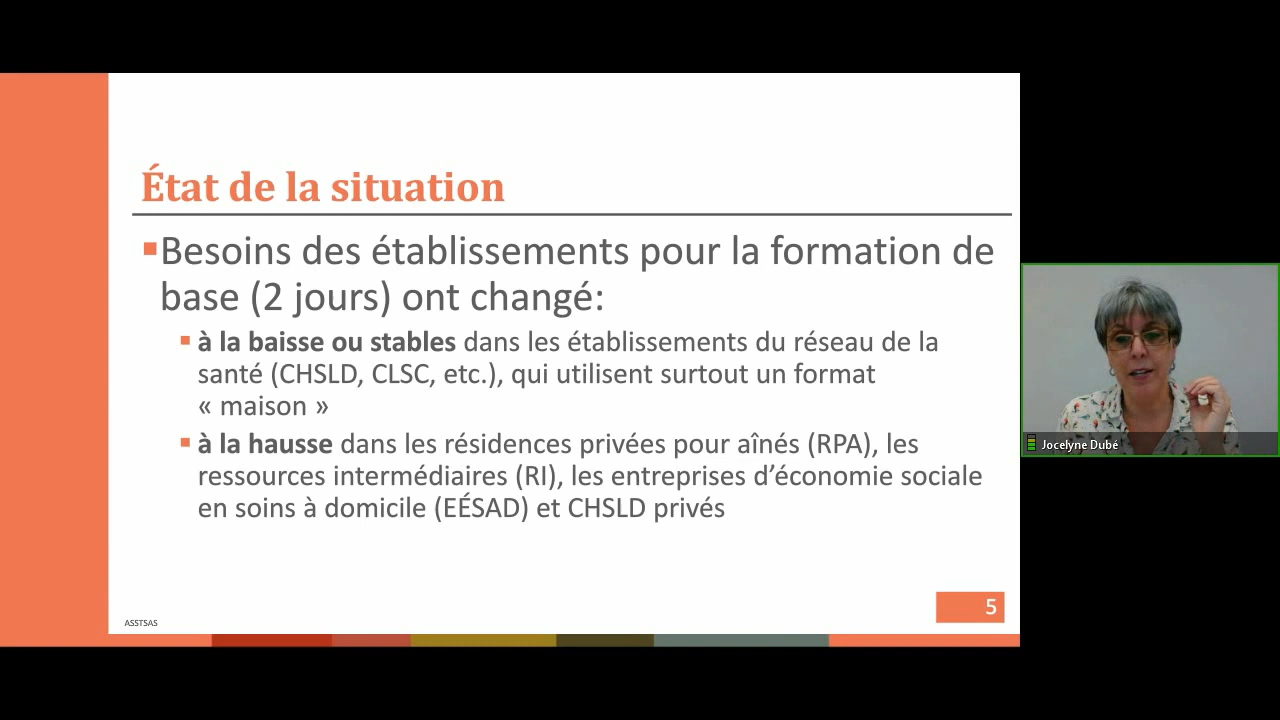 État de la situation
Besoins des établissements pour la formation de
base (2 jours) ont changé:
à la baisse ou stables dans les établissements du réseau de la
santé (CHSLD, CLSC, etc.), qui utilisent surtout un format
« maison »
à la hausse dans les résidences privées pour aînés (RPA), les
ressources intermédiaires (RI), les entreprises d’économie sociale
en soins à domicile (EÉSAD) et CHSLD privés
5
ASSTSAS
Jocelyne Dubé